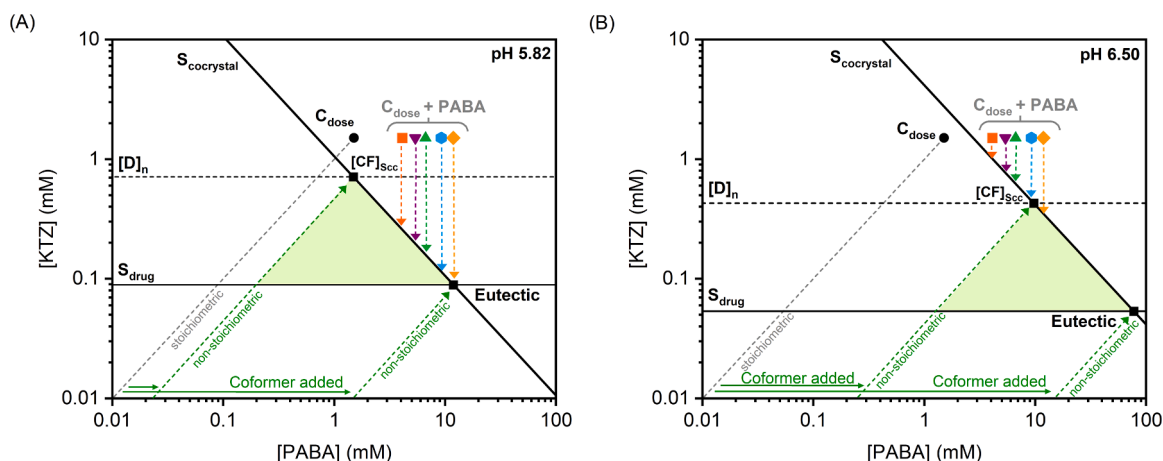 (A)
10
1
0.1
0.01
[KTZ] (mM)
pH 5.82
S_cocrystal
C_dose
C_dose + PABA
[D]_n
[CF]_Scc
S_drug
Eutectic
stoichiometric
non-stoichiometric
non-stoichiometric
Coformer added
0.01
0.1
1
10
100
[PABA] (mM)
(B)
10
1
0.1
0.01
[KTZ] (mM)
pH 6.50
S_cocrystal
C_dose
C_dose + PABA
[D]_n
[CF]_Scc
S_drug
Eutectic
stoichiometric
non-stoichiometric
non-stoichiometric
Coformer added
Coformer added
0.01
0.1
1
10
100
[PABA] (mM)